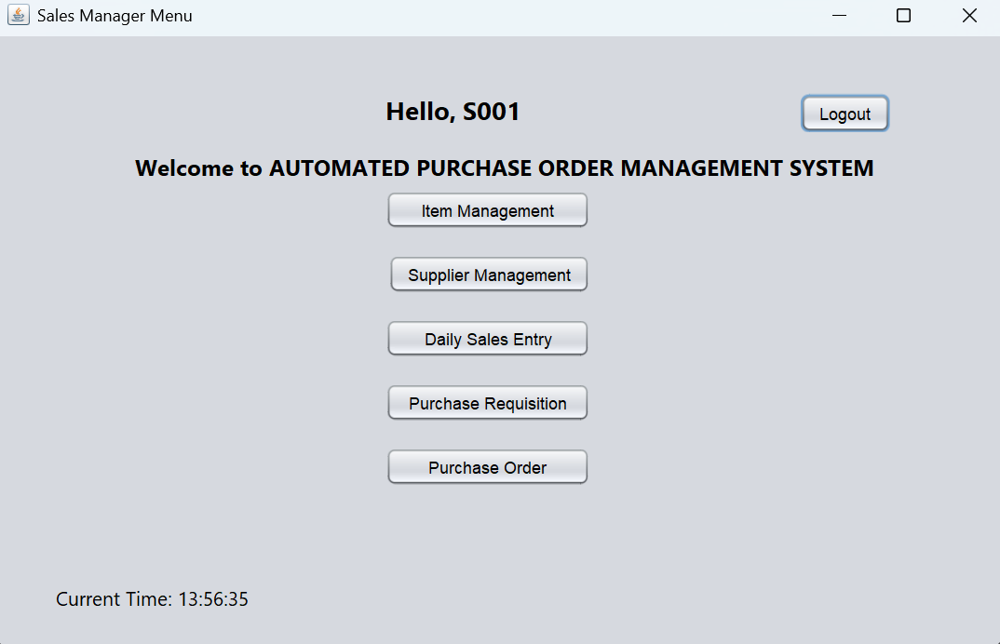 Sales Manager Menu
Hello, S001
Logout
Welcome to AUTOMATED PURCHASE ORDER MANAGEMENT SYSTEM
Item Management
Supplier Management
Daily Sales Entry
Purchase Requisition
Purchase Order
Current Time: 13:56:35